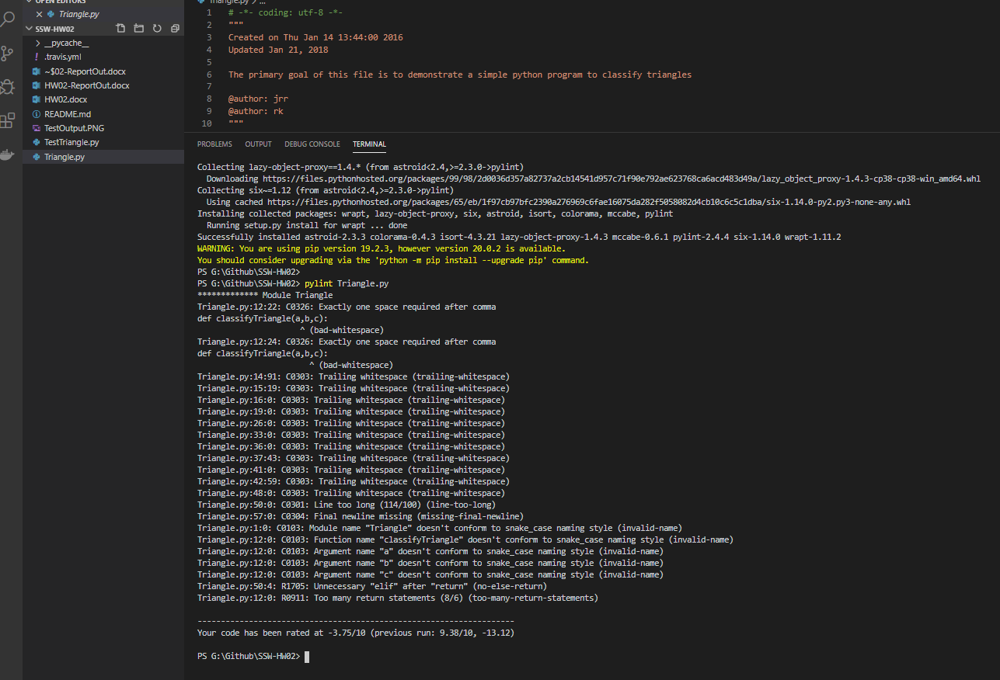 OPEN EDITORS
Triangle.py
SSW-HW02
__pycache__
.travis.yml
~$02-ReportOut.docx
HW02-ReportOut.docx
HW02.docx
README.md
TestOutput.PNG
TestTriangle.py
Triangle.py
Triangle.py > ...
1 # -*- coding: utf-8 -*-
2 """
3 Created on Thu Jan 14 13:44:00 2016
4 Updated Jan 21, 2018
5
6 The primary goal of this file is to demonstrate a simple python program to classify triangles
7
8 @author: jrr
9 @author: rk
10 """
PROBLEMS OUTPUT DEBUG CONSOLE TERMINAL
Collecting lazy-object-proxy==1.4.* (from astroid<2.4,>=2.3.0->pylint)
Downloading https://files.pythonhosted.org/packages/99/98/2d0036d357a82737a2cb14541d957c71f90e792ae623768ca6acd483d49a/lazy_object_proxy-1.4.3-cp38-cp38-win_amd64.whl
Collecting six~=1.12 (from astroid<2.4,>=2.3.0->pylint)
Using cached https://files.pythonhosted.org/packages/65/eb/1f97cb97bfc2390a276969c6fae16075da282f5058082d4cb10c6c5c1dba/six-1.14.0-py2.py3-none-any.whl
Installing collected packages: wrapt, lazy-object-proxy, six, astroid, isort, colorama, mccabe, pylint
Running setup.py install for wrapt ... done
Successfully installed astroid-2.3.3 colorama-0.4.3 isort-4.3.21 lazy-object-proxy-1.4.3 mccabe-0.6.1 pylint-2.4.4 six-1.14.0 wrapt-1.11.2
WARNING: You are using pip version 19.2.3, however version 20.0.2 is available.
You should consider upgrading via the 'python -m pip install --upgrade pip' command.
PS G:\Github\SSW-HW02>
PS G:\Github\SSW-HW02> pylint Triangle.py
************* Module Triangle
Triangle.py:12:22: C0326: Exactly one space required after comma
def classifyTriangle(a,b,c):
^ (bad-whitespace)
Triangle.py:12:24: C0326: Exactly one space required after comma
def classifyTriangle(a,b,c):
^ (bad-whitespace)
Triangle.py:14:91: C0303: Trailing whitespace (trailing-whitespace)
Triangle.py:15:19: C0303: Trailing whitespace (trailing-whitespace)
Triangle.py:16:0: C0303: Trailing whitespace (trailing-whitespace)
Triangle.py:19:0: C0303: Trailing whitespace (trailing-whitespace)
Triangle.py:26:0: C0303: Trailing whitespace (trailing-whitespace)
Triangle.py:33:0: C0303: Trailing whitespace (trailing-whitespace)
Triangle.py:36:0: C0303: Trailing whitespace (trailing-whitespace)
Triangle.py:37:43: C0303: Trailing whitespace (trailing-whitespace)
Triangle.py:41:0: C0303: Trailing whitespace (trailing-whitespace)
Triangle.py:42:59: C0303: Trailing whitespace (trailing-whitespace)
Triangle.py:48:0: C0303: Trailing whitespace (trailing-whitespace)
Triangle.py:50:0: C0301: Line too long (114/100) (line-too-long)
Triangle.py:57:0: C0304: Final newline missing (missing-final-newline)
Triangle.py:1:0: C0103: Module name "Triangle" doesn't conform to snake_case naming style (invalid-name)
Triangle.py:12:0: C0103: Function name "classifyTriangle" doesn't conform to snake_case naming style (invalid-name)
Triangle.py:12:0: C0103: Argument name "a" doesn't conform to snake_case naming style (invalid-name)
Triangle.py:12:0: C0103: Argument name "b" doesn't conform to snake_case naming style (invalid-name)
Triangle.py:12:0: C0103: Argument name "c" doesn't conform to snake_case naming style (invalid-name)
Triangle.py:50:4: R1705: Unnecessary "elif" after "return" (no-else-return)
Triangle.py:12:0: R0911: Too many return statements (8/6) (too-many-return-statements)
--------------------------------------------------------------------
Your code has been rated at -3.75/10 (previous run: 9.38/10, -13.12)
PS G:\Github\SSW-HW02>